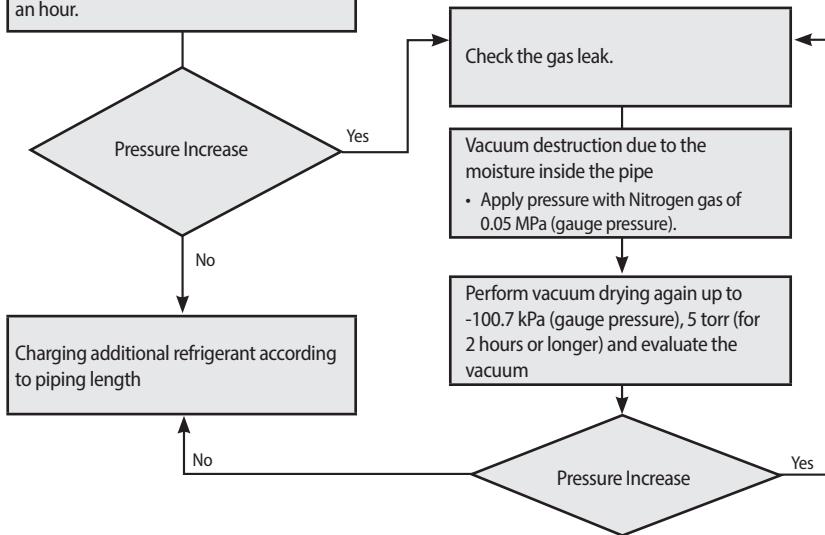 an hour.
Pressure Increase
Yes
No
Charging additional refrigerant according
to piping length
Check the gas leak.
Vacuum destruction due to the
moisture inside the pipe
• Apply pressure with Nitrogen gas of
0.05 MPa (gauge pressure).
Perform vacuum drying again up to
-100.7 kPa (gauge pressure), 5 torr (for
2 hours or longer) and evaluate the
vacuum
Pressure Increase
No
Yes